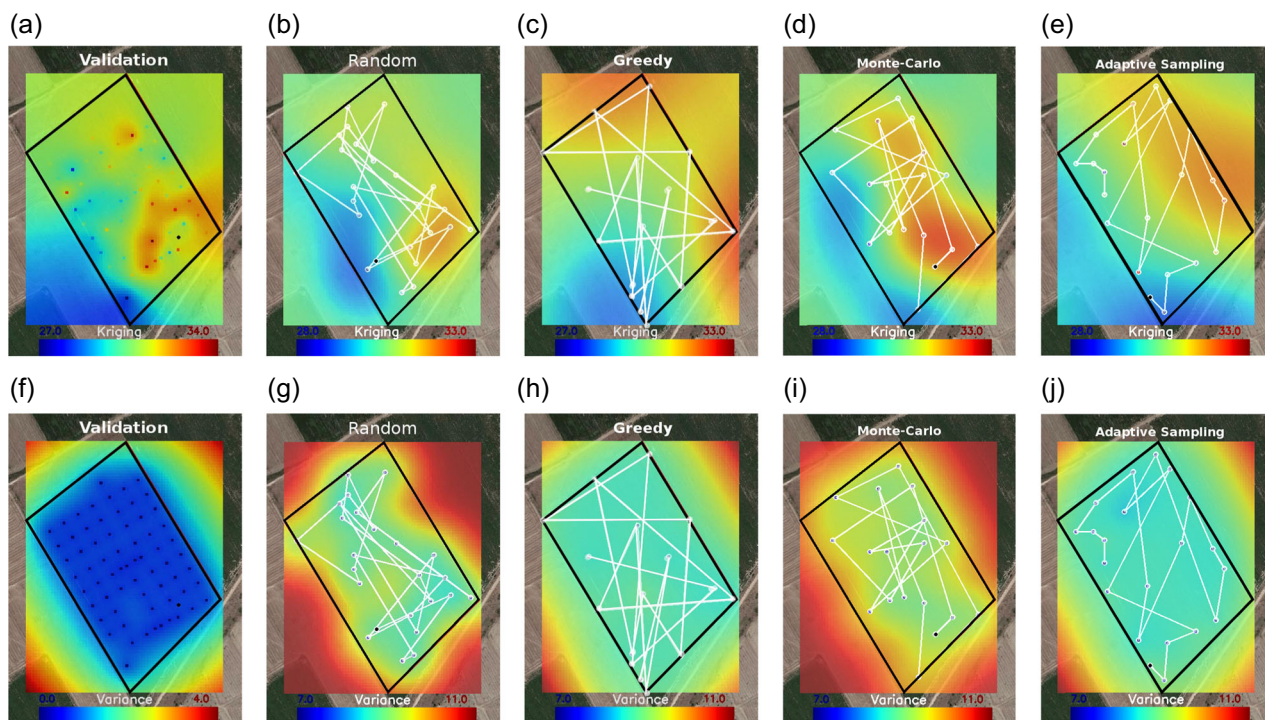 (a) (b) (c) (d) (e)
Validation Random Greedy Monte-Carlo Adaptive Sampling
27.0 Kriging 34.0 28.0 Kriging 33.0 27.0 Kriging 33.0 28.0 Kriging 33.0 28.0 Kriging 33.0
(f) (g) (h) (i) (j)
Validation Random Greedy Monte-Carlo Adaptive Sampling
0.0 Variance 4.0 7.0 Variance 11.0 7.0 Variance 11.0 7.0 Variance 11.0 7.0 Variance 11.0